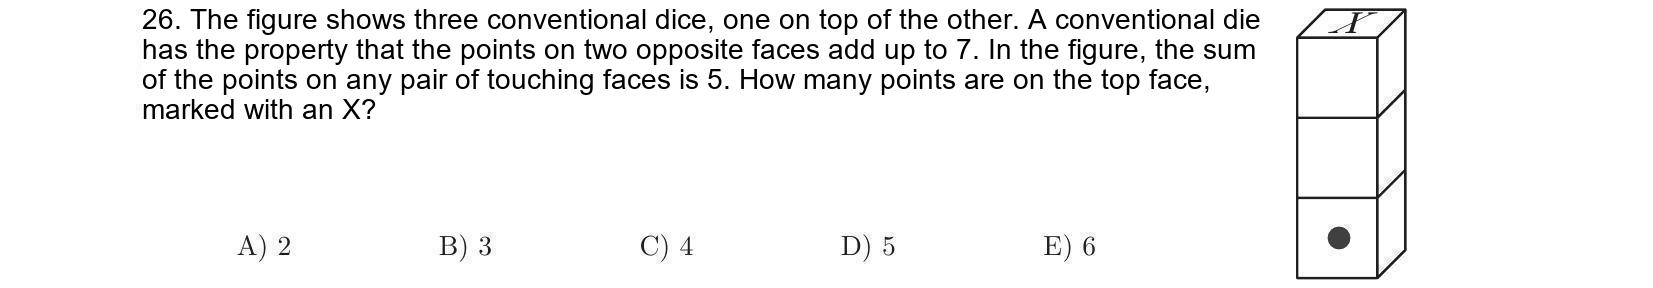 26. The figure shows three conventional dice, one on top of the other. A conventional die
has the property that the points on two opposite faces add up to 7. In the figure, the sum
of the points on any pair of touching faces is 5. How many points are on the top face,
marked with an X?
X
A) 2 B) 3 C) 4 D) 5 E) 6